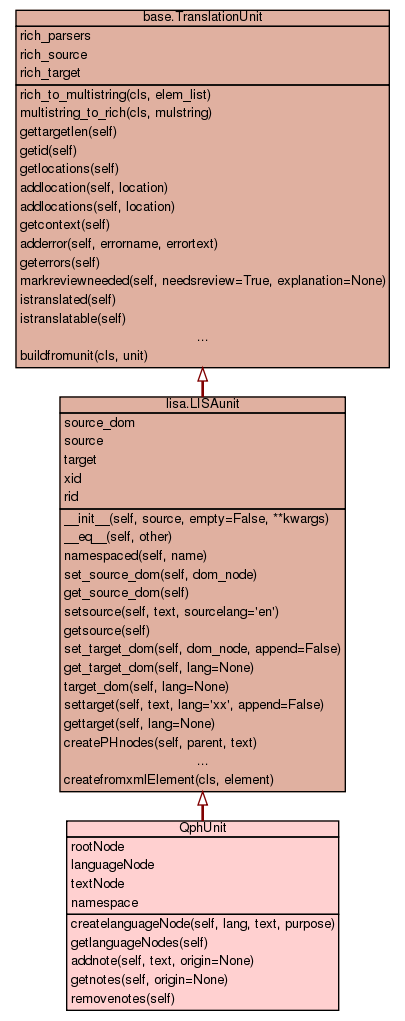 base.TranslationUnit
rich_parsers
rich_source
rich_target
rich_to_multistring(cls, elem_list)
multistring_to_rich(cls, mulstring)
gettargetlen(self)
getid(self)
getlocations(self)
addlocation(self, location)
addlocations(self, location)
getcontext(self)
adderror(self, errorname, errortext)
geterrors(self)
markreviewneeded(self, needsreview=True, explanation=None)
istranslated(self)
istranslatable(self)
...
buildfromunit(cls, unit)
lisa.LISAunit
source_dom
source
target
xid
rid
__init__(self, source, empty=False, **kwargs)
__eq__(self, other)
namespaced(self, name)
set_source_dom(self, dom_node)
get_source_dom(self)
setsource(self, text, sourcelang='en')
getsource(self)
set_target_dom(self, dom_node, append=False)
get_target_dom(self, lang=None)
target_dom(self, lang=None)
settarget(self, text, lang='xx', append=False)
gettarget(self, lang=None)
createPHnodes(self, parent, text)
...
createfromxmlElement(cls, element)
QphUnit
rootNode
languageNode
textNode
namespace
createlanguageNode(self, lang, text, purpose)
getlanguageNodes(self)
addnote(self, text, origin=None)
getnotes(self, origin=None)
removenotes(self)